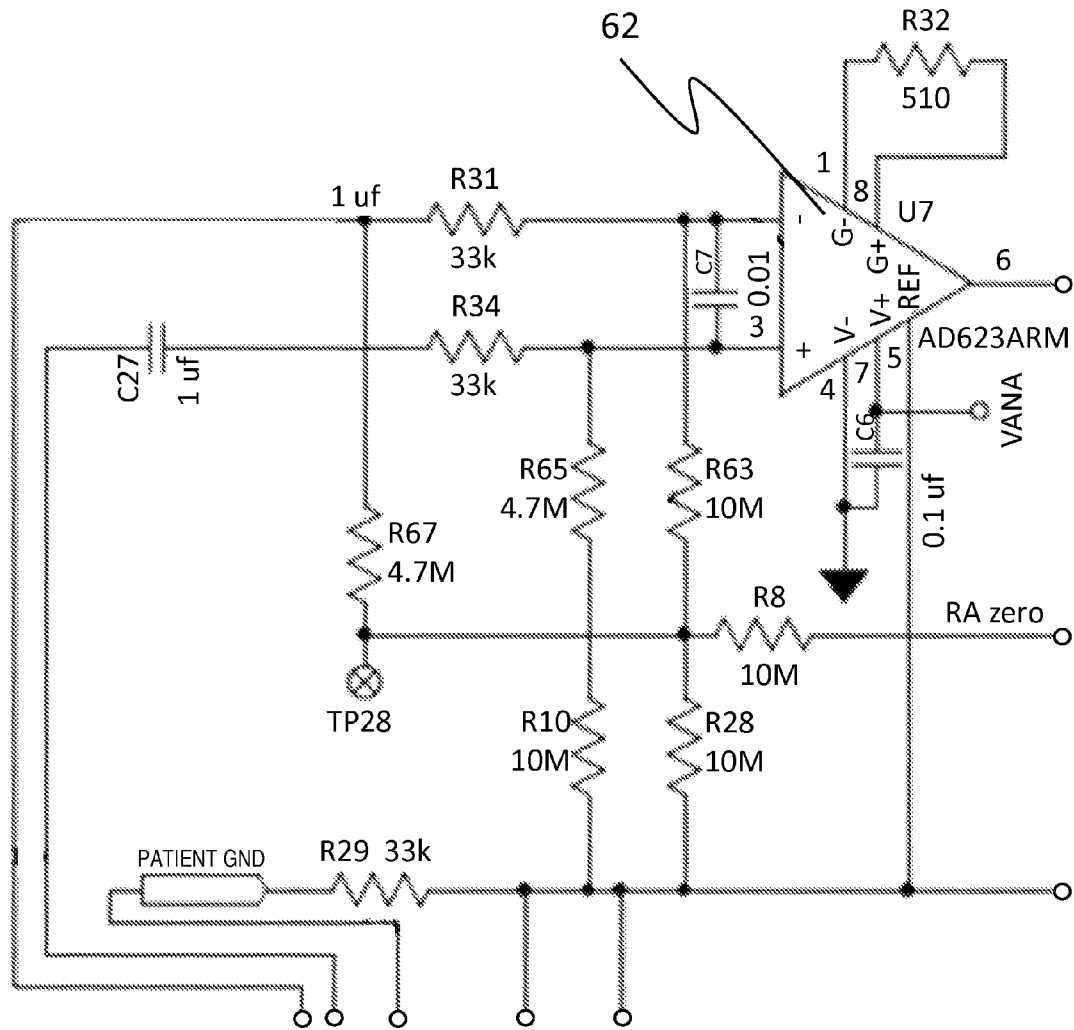 62
R32
510
1
8
U7
1 uf
R31
33k
-
G-
G+
REF
6
C7
0.01
R34
33k
3
+
V-
V+
5
AD623ARM
C27
1 uf
4
7
C6
VANA
0.1 uf
R65
4.7M
R63
10M
R67
4.7M
R8
10M
RA zero
TP28
R10
10M
R28
10M
PATIENT GND
R29 33k